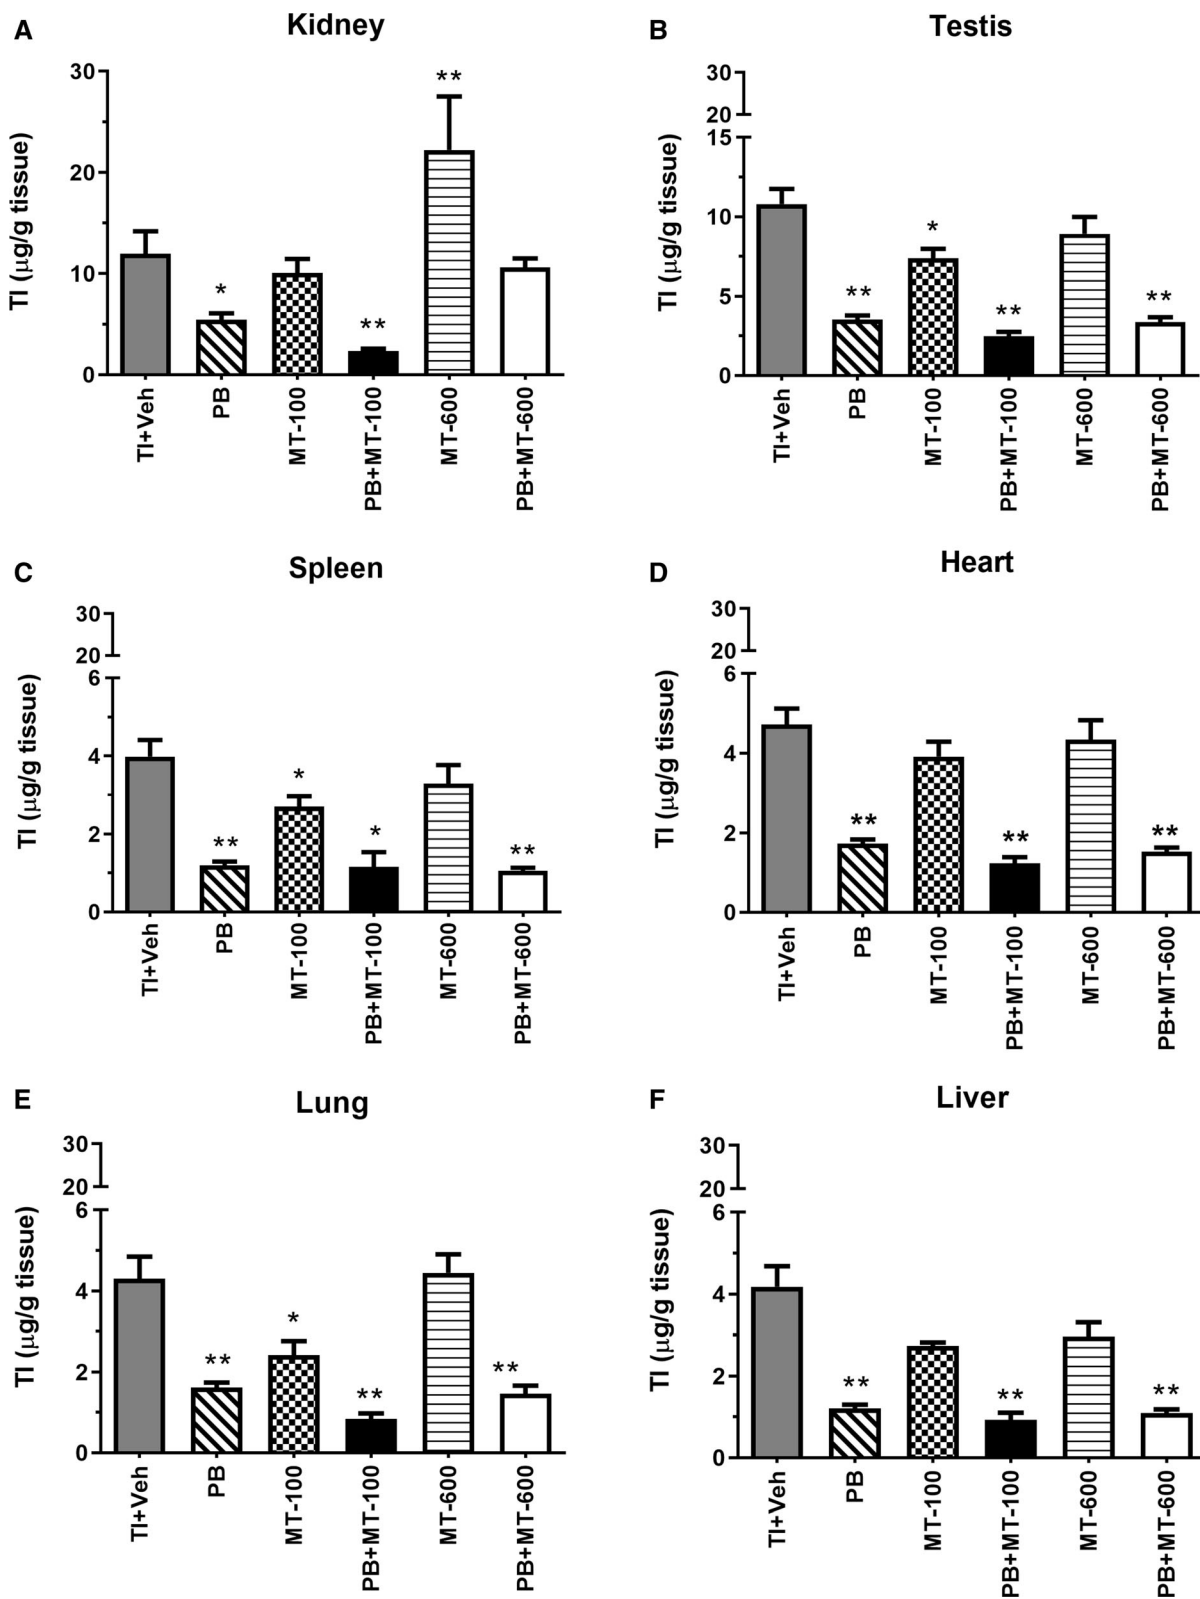 A
Kidney
Tl (µg/g tissue)
30
20
10
0
*
**
**
Tl+Veh
PB
MT-100
PB+MT-100
MT-600
PB+MT-600
B
Testis
Tl (µg/g tissue)
30
20
15
10
5
0
**
*
**
**
Tl+Veh
PB
MT-100
PB+MT-100
MT-600
PB+MT-600
C
Spleen
Tl (µg/g tissue)
30
20
6
4
2
0
**
*
*
**
Tl+Veh
PB
MT-100
PB+MT-100
MT-600
PB+MT-600
D
Heart
Tl (µg/g tissue)
30
20
6
4
2
0
**
**
**
Tl+Veh
PB
MT-100
PB+MT-100
MT-600
PB+MT-600
E
Lung
Tl (µg/g tissue)
30
20
6
4
2
0
**
*
**
**
Tl+Veh
PB
MT-100
PB+MT-100
MT-600
PB+MT-600
F
Liver
Tl (µg/g tissue)
30
20
6
4
2
0
**
**
**
Tl+Veh
PB
MT-100
PB+MT-100
MT-600
PB+MT-600